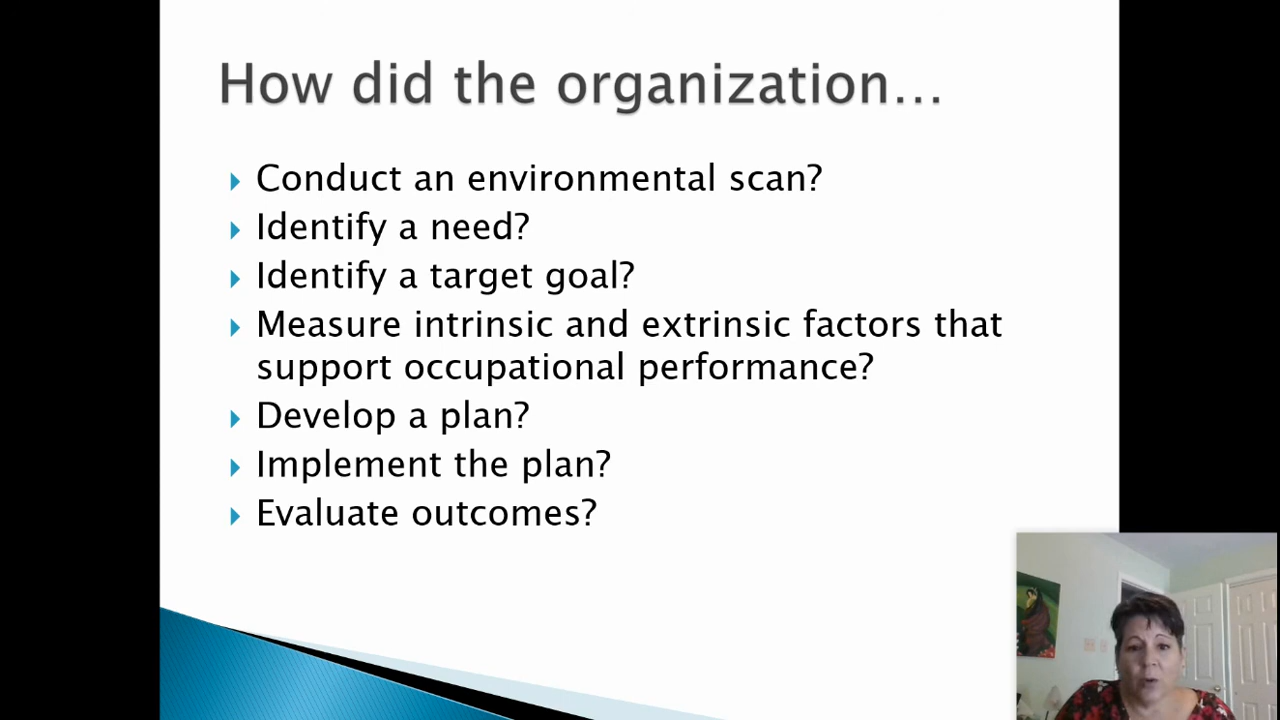 How did the organization...
Conduct an environmental scan?
Identify a need?
Identify a target goal?
Measure intrinsic and extrinsic factors that
support occupational performance?
Develop a plan?
Implement the plan?
Evaluate outcomes?